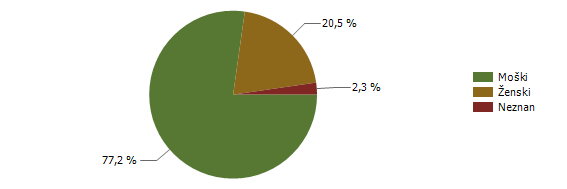 20,5 %
2,3 %
77,2 %
Moški
Ženski
Neznan